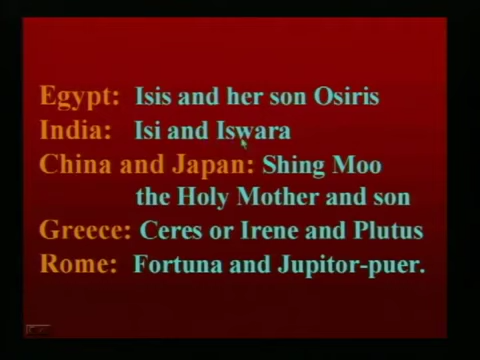 Egypt: Isis and her son Osiris
India: Isi and Iswara
China and Japan: Shing Moo
the Holy Mother and son
Greece: Ceres or Irene and Plutus
Rome: Fortuna and Jupitor-puer.